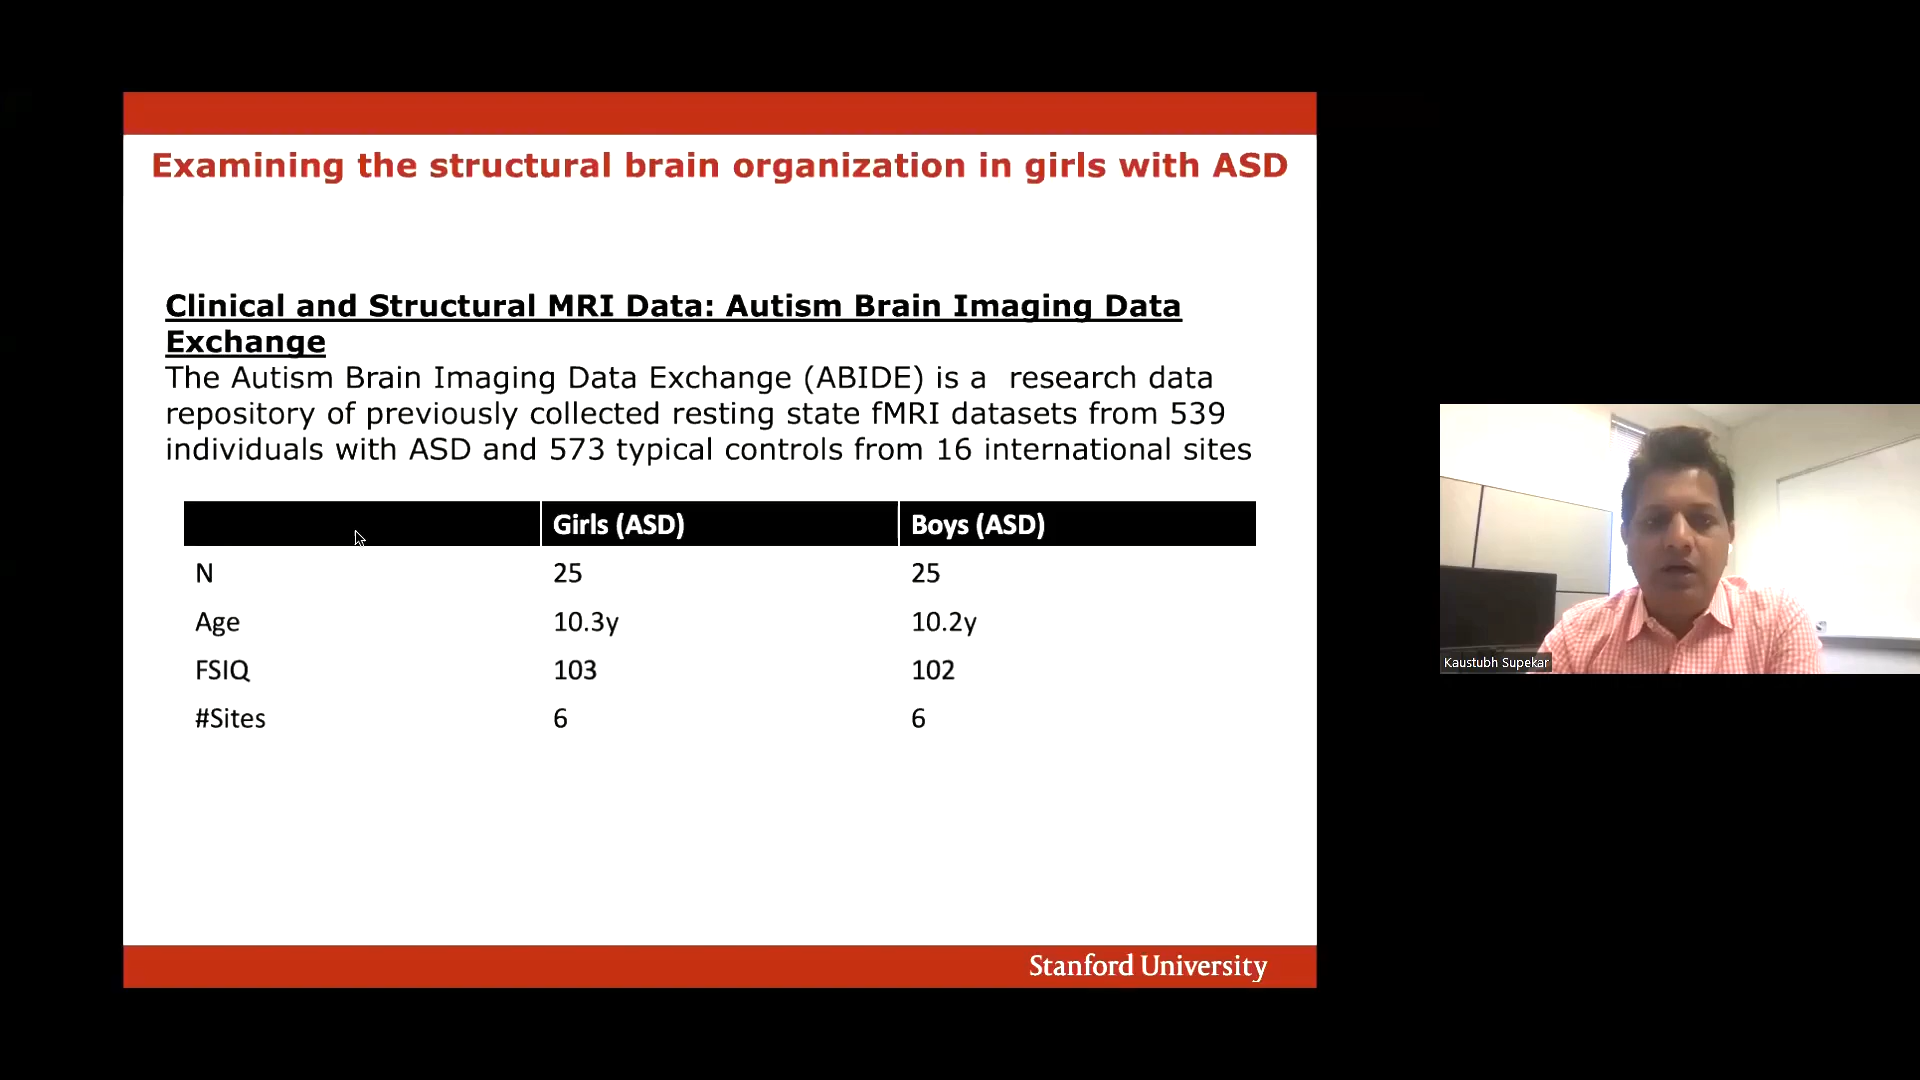 Examining the structural brain organization in girls with ASD
Clinical and Structural MRI Data: Autism Brain Imaging Data
Exchange
The Autism Brain Imaging Data Exchange (ABIDE) is a  research data
repository of previously collected resting state fMRI datasets from 539
individuals with ASD and 573 typical controls from 16 international sites
Girls (ASD) Boys (ASD)
N 25 25
Age 10.3y 10.2y
FSIQ 103 102
#Sites 6 6
Stanford University
Kaustubh Supekar